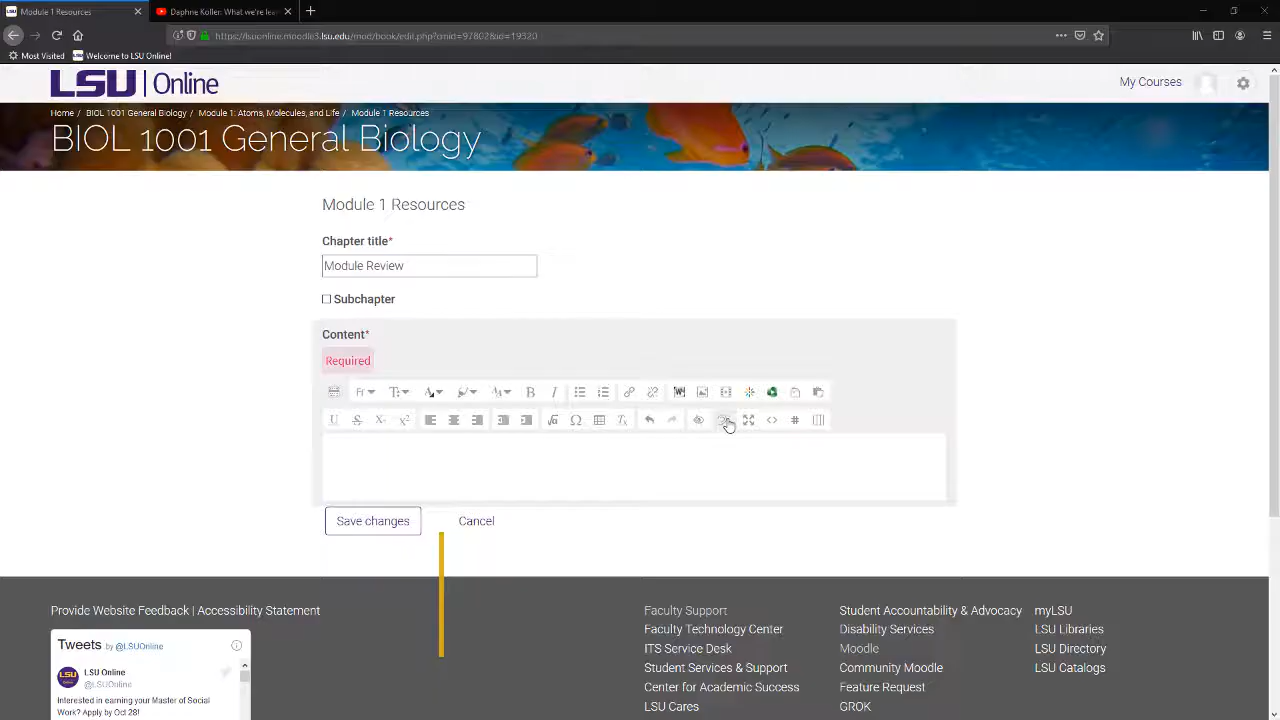 Module 1 Resources
Daphne Koller: What we're lear
https://lsuonline.moodle3.lsu.edu/mod/book/edit.php?cmid=97802&id=19320
Most Visited
Welcome to LSU Online!
LSU Online
My Courses
Home / BIOL 1001 General Biology / Module 1: Atoms, Molecules, and Life / Module 1 Resources
BIOL 1001 General Biology
Module 1 Resources
Chapter title*
Module Review
Subchapter
Content*
Required
Save changes
Cancel
Provide Website Feedback | Accessibility Statement
Tweets by @LSUOnline
LSU Online
@LSUOnline
Interested in earning your Master of Social
Work? Apply by Oct 28!
Faculty Support
Faculty Technology Center
ITS Service Desk
Student Services & Support
Center for Academic Success
LSU Cares
Student Accountability & Advocacy
Disability Services
Moodle
Community Moodle
Feature Request
GROK
myLSU
LSU Libraries
LSU Directory
LSU Catalogs